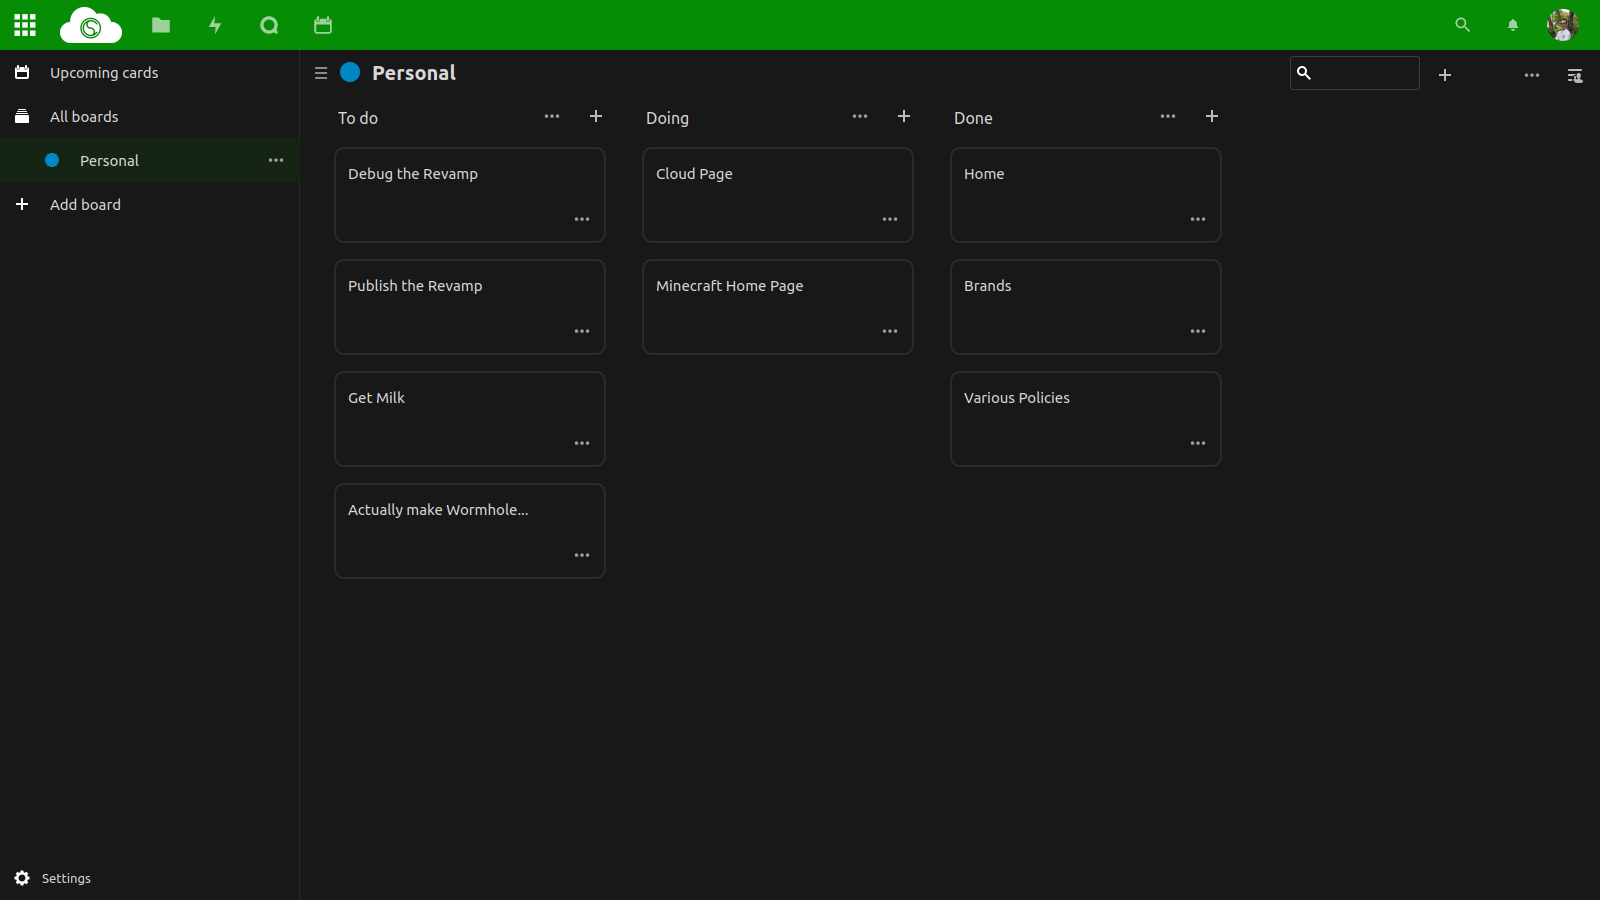 Upcoming cards
All boards
Personal
Add board
Settings
Personal
To do
Debug the Revamp
Publish the Revamp
Get Milk
Actually make Wormhole...
Doing
Cloud Page
Minecraft Home Page
Done
Home
Brands
Various Policies